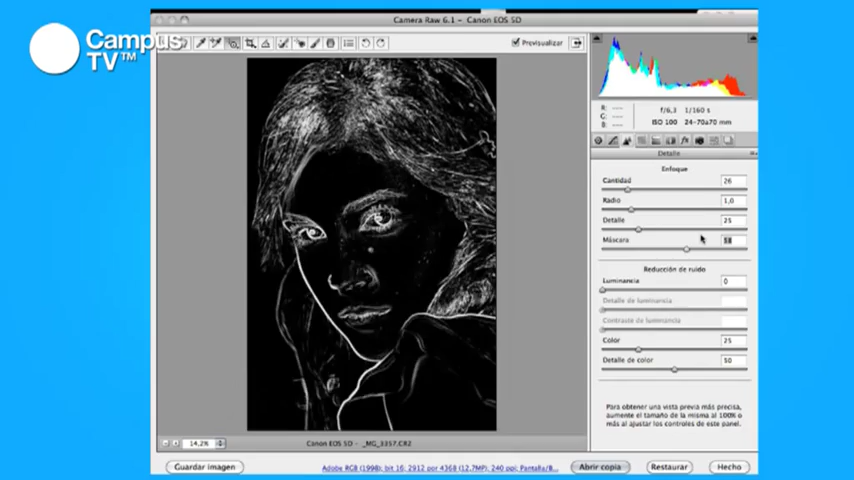 Camera Raw 6.1 - Canon EOS 5D
Campus
TV™
Previsualizar
R: ---
G: ---
B: ---
f/6,3 1/160 s
ISO 100 24-70a70 mm
Detalle
Enfoque
Cantidad 26
Radio 1,0
Detalle 25
Máscara 58
Reducción de ruido
Luminancia 0
Detalle de luminancia
Contraste de luminancia
Color 25
Detalle de color 50
Para obtener una vista previa más precisa,
aumente el tamaño de la misma al 100% o
más al ajustar los controles de este panel.
14,2%
Canon EOS 5D - _MG_3357.CR2
Guardar imagen
Adobe RGB (1998); bit 16; 2912 por 4368 (12,7MP); 240 ppi; Pantalla/B...
Abrir copia
Restaurar
Hecho